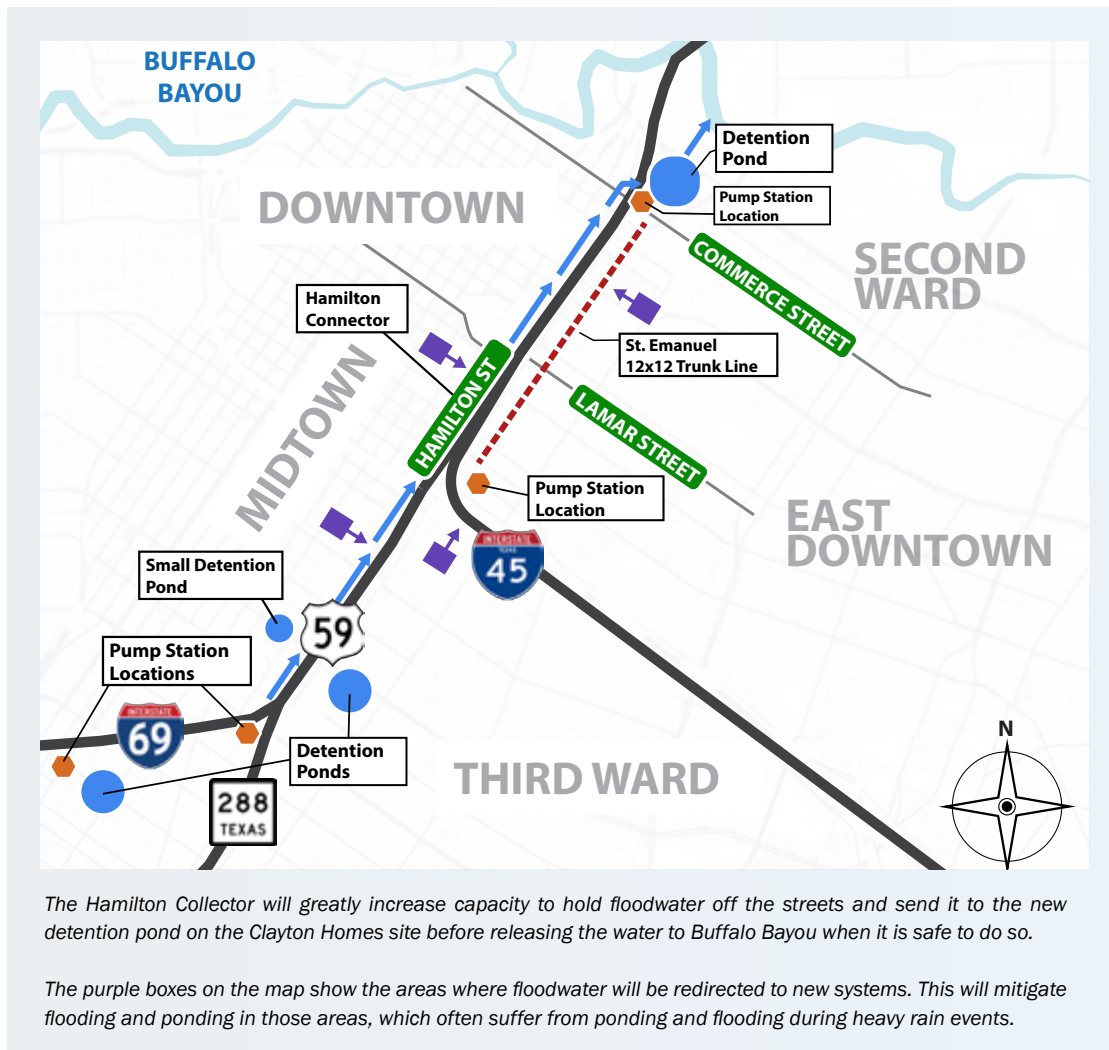 BUFFALO
BAYOU
Detention
Pond
DOWNTOWN
Pump Station
Location
COMMERCE STREET
SECOND
WARD
Hamilton
Connector
St. Emanuel
12x12 Trunk Line
HAMILTON ST
MIDTOWN
LAMAR STREET
Pump Station
Location
EAST
DOWNTOWN
INTERSTATE
TEXAS
45
Small Detention
Pond
59
Pump Station
Locations
INTERSTATE
69
Detention
Ponds
THIRD WARD
288
TEXAS
N
The Hamilton Collector will greatly increase capacity to hold floodwater off the streets and send it to the new
detention pond on the Clayton Homes site before releasing the water to Buffalo Bayou when it is safe to do so.
The purple boxes on the map show the areas where floodwater will be redirected to new systems. This will mitigate
flooding and ponding in those areas, which often suffer from ponding and flooding during heavy rain events.